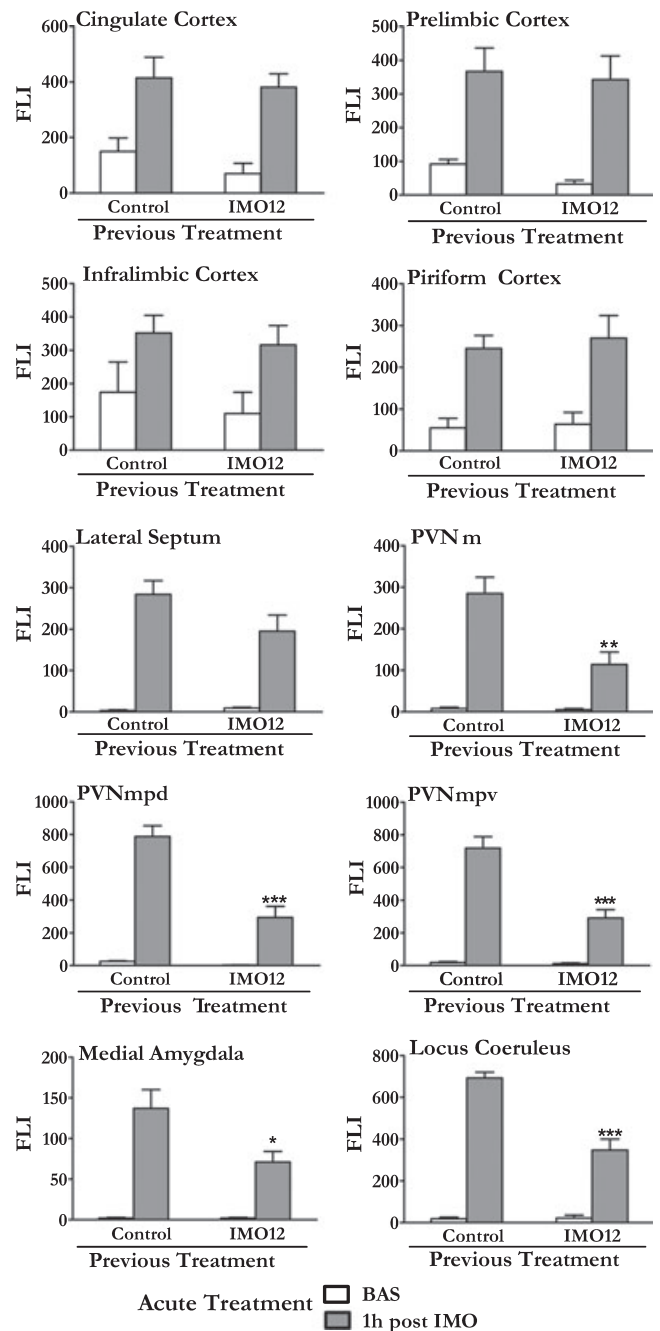 Cingulate Cortex
FLI
600
400
200
0
Control IMO12
Previous Treatment
Prelimbic Cortex
FLI
500
400
300
200
100
0
Control IMO12
Previous Treatment
Infralimbic Cortex
FLI
500
400
300
200
100
0
Control IMO12
Previous Treatment
Piriform Cortex
FLI
400
300
200
100
0
Control IMO12
Previous Treatment
Lateral Septum
FLI
400
300
200
100
0
Control IMO12
Previous Treatment
PVNm
FLI
400
300
200
100
0
**
Control IMO12
Previous Treatment
PVNmpd
FLI
1000
800
600
400
200
0
***
Control IMO12
Previous Treatment
PVNmpv
FLI
1000
800
600
400
200
0
***
Control IMO12
Previous Treatment
Medial Amygdala
FLI
200
150
100
50
0
*
Control IMO12
Previous Treatment
Locus Coeruleus
FLI
800
600
400
200
0
***
Control IMO12
Previous Treatment
Acute Treatment
BAS
1h post IMO